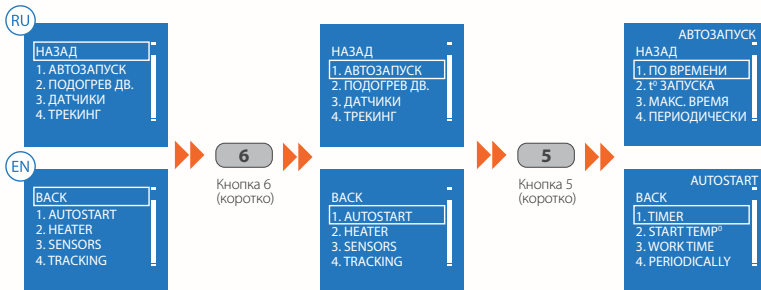 RU
НАЗАД
1. АВТОЗАПУСК
2. ПОДОГРЕВ ДВ.
3. ДАТЧИКИ
4. ТРЕКИНГ
НАЗАД
1. АВТОЗАПУСК
2. ПОДОГРЕВ ДВ.
3. ДАТЧИКИ
4. ТРЕКИНГ
АВТОЗАПУСК
НАЗАД
1. ПО ВРЕМЕНИ
2. t⁰ ЗАПУСКА
3. МАКС. ВРЕМЯ
4. ПЕРИОДИЧЕСКИ
6
Кнопка 6
(коротко)
5
Кнопка 5
(коротко)
EN
BACK
1. AUTOSTART
2. HEATER
3. SENSORS
4. TRACKING
BACK
1. AUTOSTART
2. HEATER
3. SENSORS
4. TRACKING
AUTOSTART
BACK
1. TIMER
2. START TEMP⁰
3. WORK TIME
4. PERIODICALLY